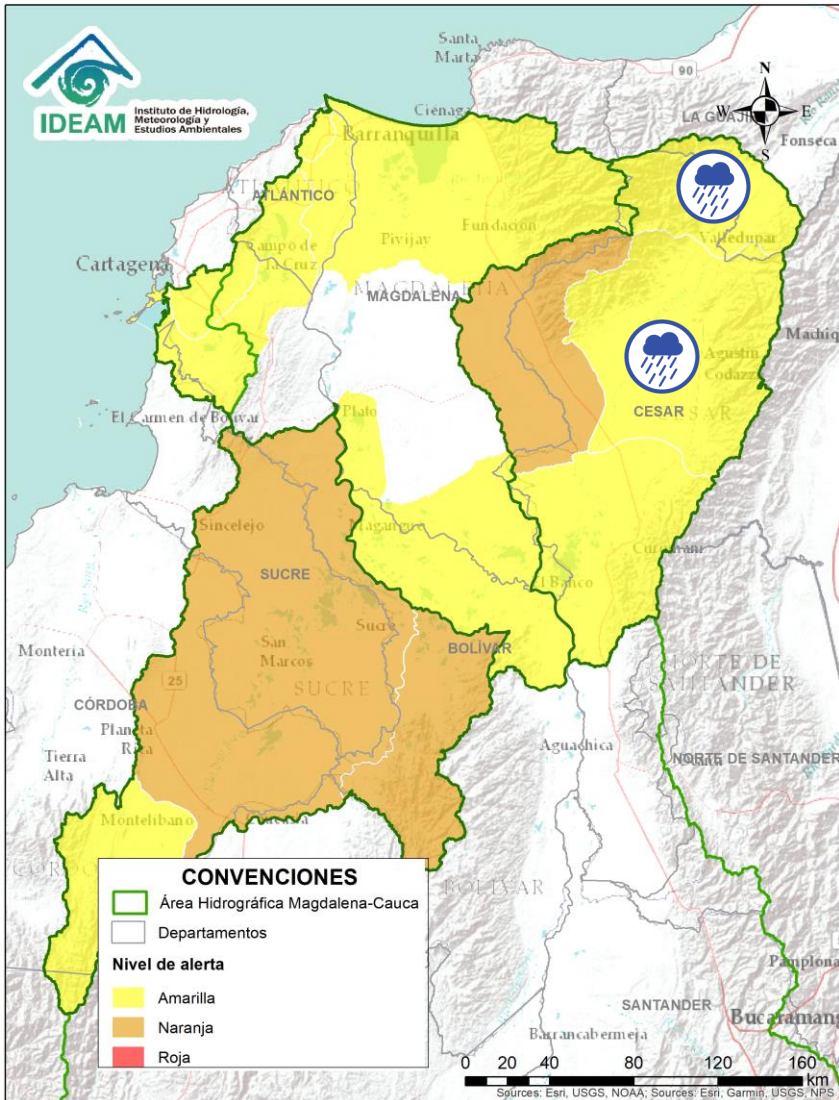 Santa
Marta
90
N
W
E
S
IDEAM
Instituto de Hidrología,
Meteorología y
Estudios Ambientales
Ciénaga
LA GUAJIRA
Fonseca
Barranquilla
ATLÁNTICO
Valledupar
Fundación
Pivijay
Campo de
la Cruz
Cartagena
MAGDALENA
MAGDALENA
Agustín
Codazzi
CESAR
El Carmen de Bolívar
Plato
Sincelejo
Magangué
SUCRE
El Banco
Sucre
BOLÍVAR
San
Marcos
SUCRE
Montería
25
CÓRDOBA
Planeta
Rica
Tierra
Alta
NORTE DE
SANTANDER
Aguachica
NORTE DE SANTANDER
Montelíbano
BOLÍVAR
CONVENCIONES
Área Hidrográfica Magdalena-Cauca
Departamentos
Nivel de alerta
Amarilla
Naranja
Roja
Pamplona
SANTANDER
Bucaramang
Barrancabermeja
0 20 40 80 120 160
km
Sources: Esri, USGS, NOAA; Sources: Esri, Garmin, USGS, NPS